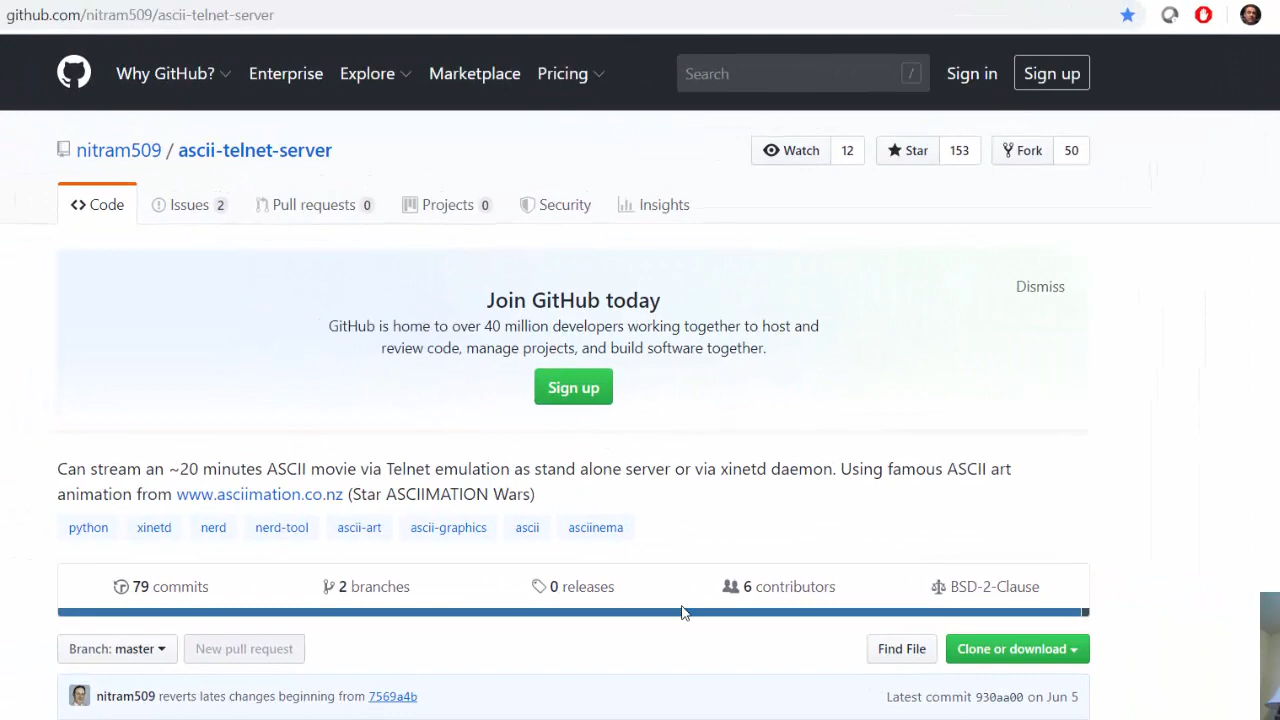 github.com/nitram509/ascii-telnet-server
Why GitHub? Enterprise Explore Marketplace Pricing Search / Sign in Sign up
nitram509 / ascii-telnet-server Watch 12 Star 153 Fork 50
<> Code Issues 2 Pull requests 0 Projects 0 Security Insights
Dismiss
Join GitHub today
GitHub is home to over 40 million developers working together to host and
review code, manage projects, and build software together.
Sign up
Can stream an ~20 minutes ASCII movie via Telnet emulation as stand alone server or via xinetd daemon. Using famous ASCII art
animation from www.asciimation.co.nz (Star ASCIIMATION Wars)
python xinetd nerd nerd-tool ascii-art ascii-graphics ascii asciinema
79 commits 2 branches 0 releases 6 contributors BSD-2-Clause
Branch: master New pull request Find File Clone or download
nitram509 reverts lates changes beginning from 7569a4b Latest commit 930aa00 on Jun 5